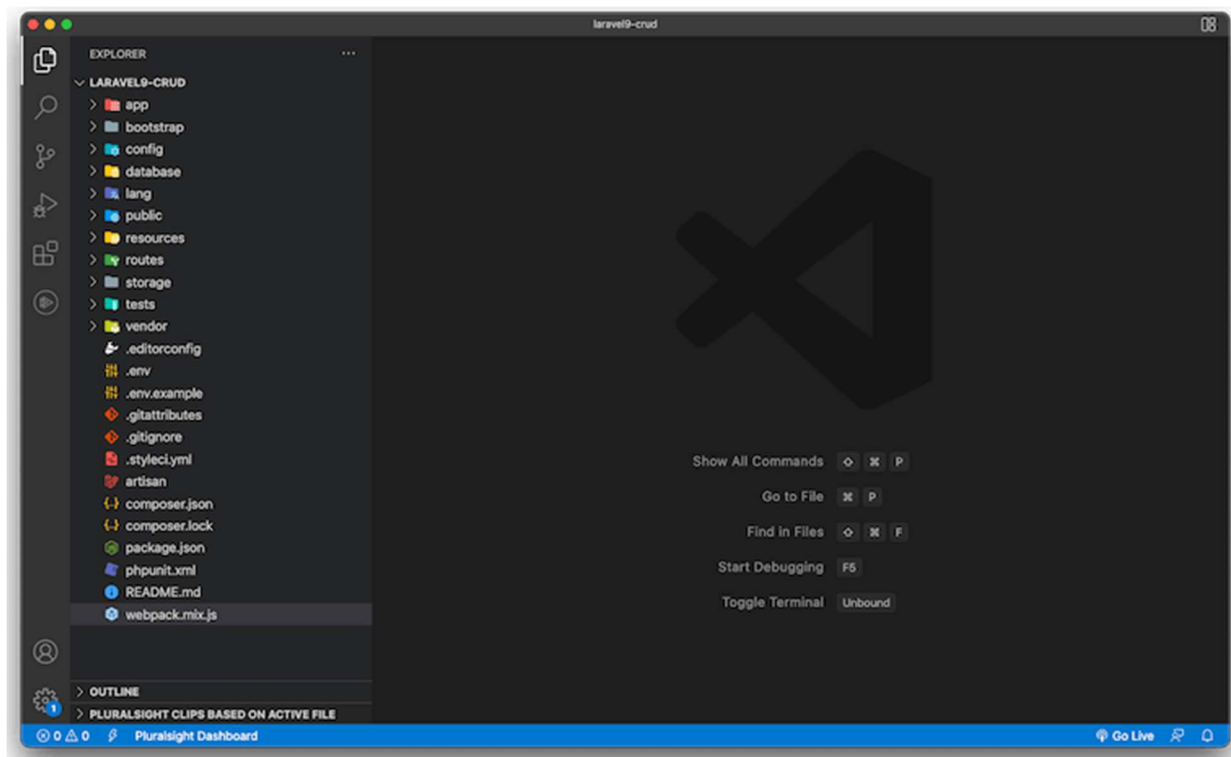 laravel9-crud
EXPLORER
LARAVEL9-CRUD
app
bootstrap
config
database
lang
public
resources
routes
storage
tests
vendor
.editorconfig
.env
.env.example
.gitattributes
.gitignore
.styleci.yml
artisan
composer.json
composer.lock
package.json
phpunit.xml
README.md
webpack.mix.js
OUTLINE
PLURALSIGHT CLIPS BASED ON ACTIVE FILE
Show All Commands ⇧ ⌘ P
Go to File ⌘ P
Find in Files ⇧ ⌘ F
Start Debugging F5
Toggle Terminal Unbound
1
0 0 Pluralsight Dashboard
Go Live